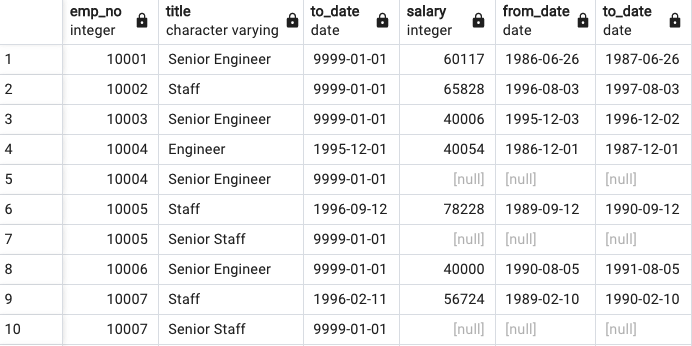 emp_no title to_date salary from_date to_date
integer character varying date integer date date
1 10001 Senior Engineer 9999-01-01 60117 1986-06-26 1987-06-26
2 10002 Staff 9999-01-01 65828 1996-08-03 1997-08-03
3 10003 Senior Engineer 9999-01-01 40006 1995-12-03 1996-12-02
4 10004 Engineer 1995-12-01 40054 1986-12-01 1987-12-01
5 10004 Senior Engineer 9999-01-01 [null] [null] [null]
6 10005 Staff 1996-09-12 78228 1989-09-12 1990-09-12
7 10005 Senior Staff 9999-01-01 [null] [null] [null]
8 10006 Senior Engineer 9999-01-01 40000 1990-08-05 1991-08-05
9 10007 Staff 1996-02-11 56724 1989-02-10 1990-02-10
10 10007 Senior Staff 9999-01-01 [null] [null] [null]